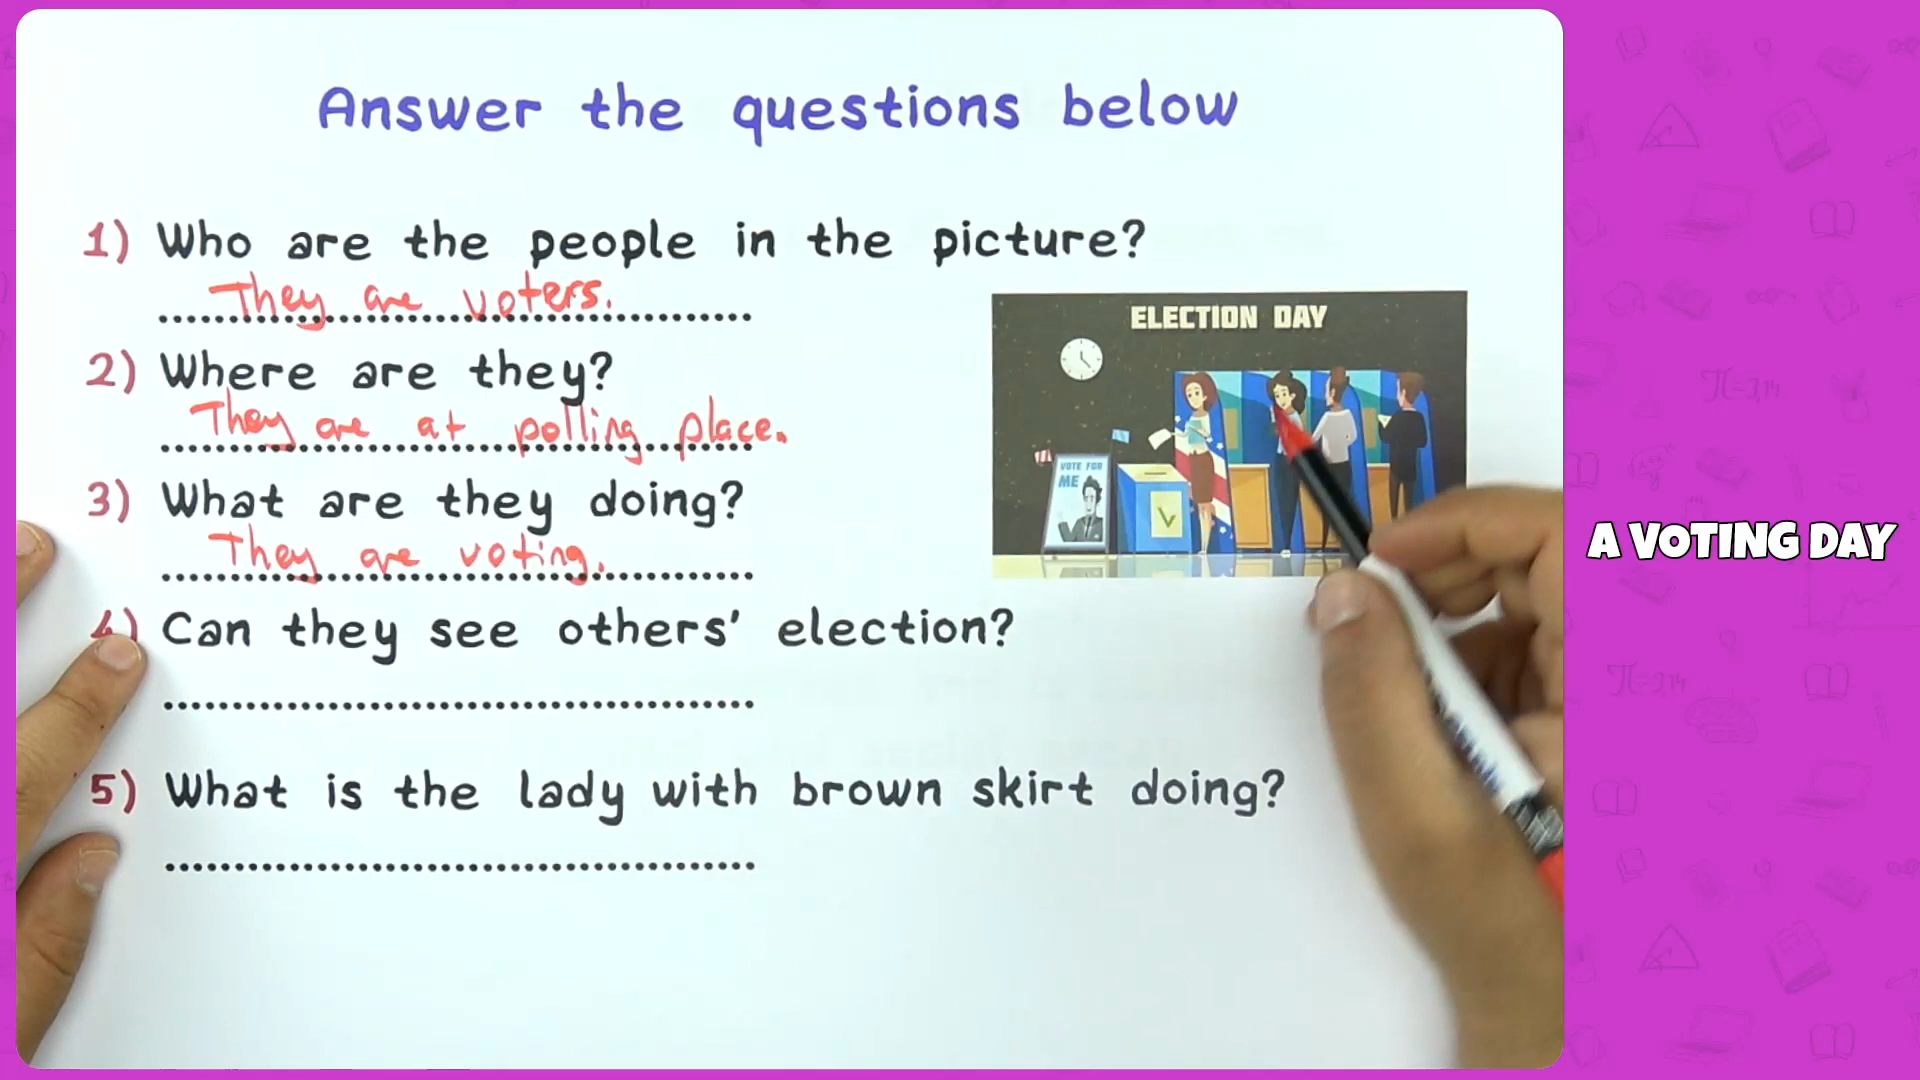 Answer the questions below
1) Who are the people in the picture?
They are voters.
2) Where are they?
They are at polling place.
3) What are they doing?
They are voting.
4) Can they see others' election?
5) What is the lady with brown skirt doing?
ELECTION DAY
VOTE FOR
ME
A VOTING DAY